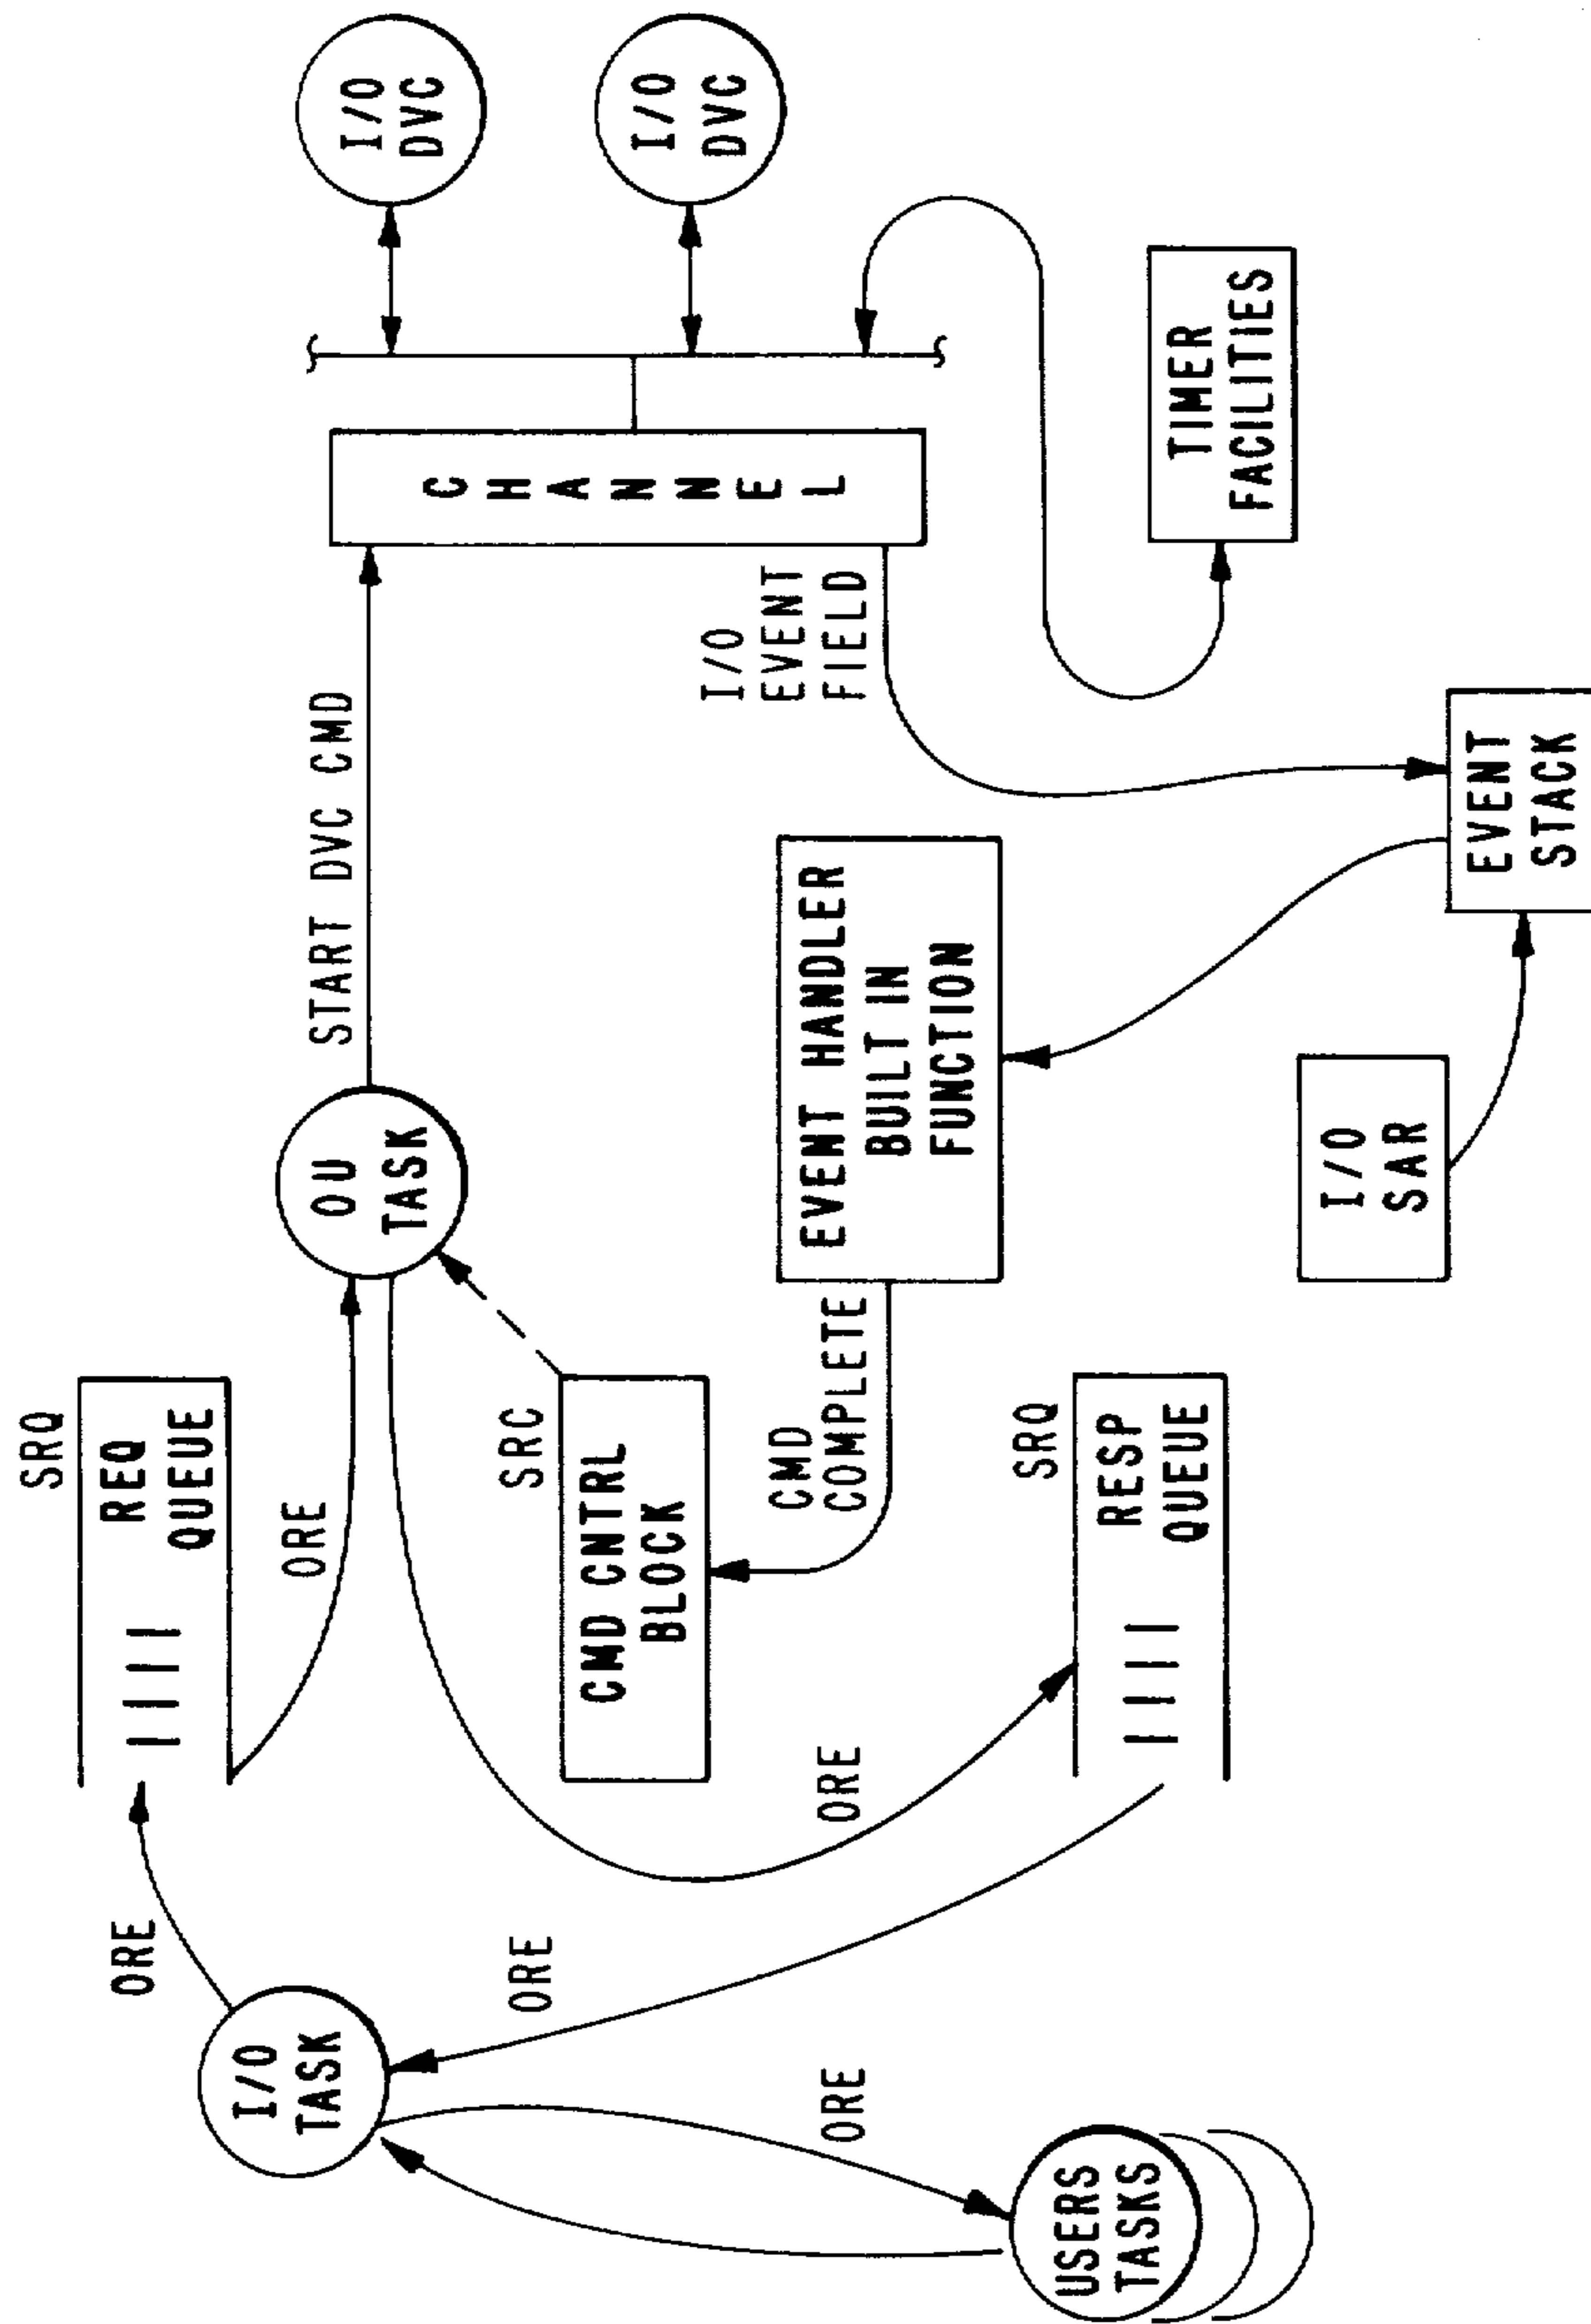 SRQ
REQ
QUEUE
ORE
ORE
I/O
TASK
OU
TASK
START DVC CMD
CHANNEL
I/O
DVC
I/O
DVC
SRC
CMD CNTRL
BLOCK
CMD
COMPLETE
EVENT HANDLER
BUILT IN
FUNCTION
I/O
EVENT
FIELD
TIMER
FACILITIES
ORE
ORE
ORE
SRQ
RESP
QUEUE
USERS
TASKS
I/O
SAR
EVENT
STACK